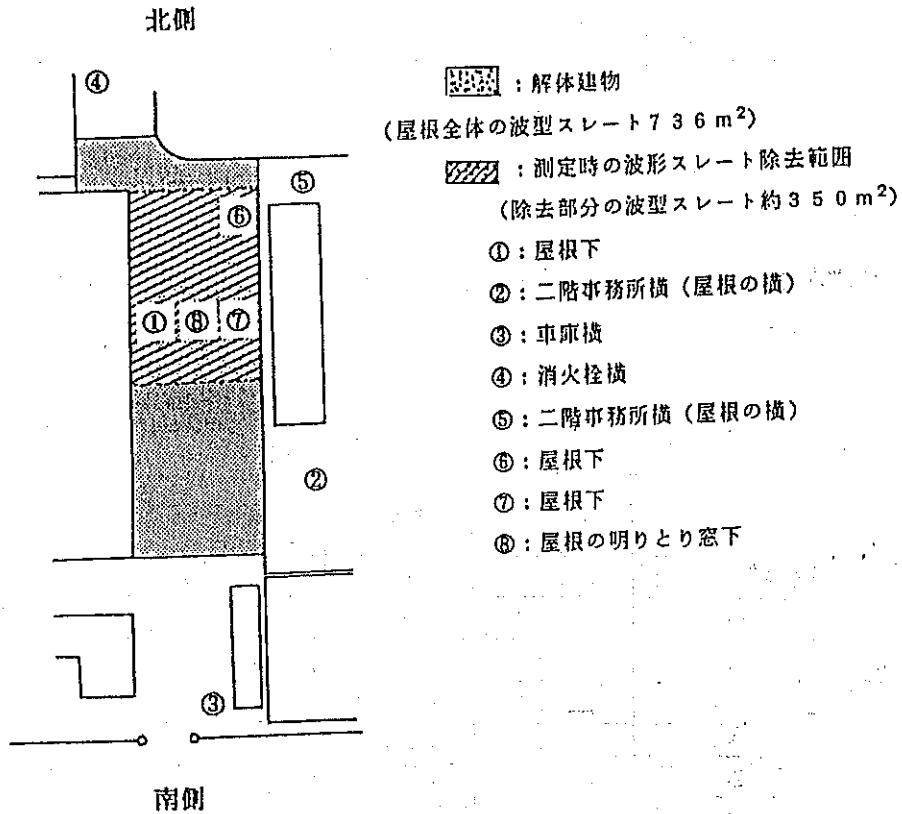 北側
④
：解体建物
（屋根全体の波型スレート７３６ｍ²）
：測定時の波形スレート除去範囲
（除去部分の波型スレート約３５０ｍ²）
⑤
⑥
①：屋根下
②：二階事務所横（屋根の横）
① ⑧ ⑦
③：車庫横
④：消火栓横
⑤：二階事務所横（屋根の横）
⑥：屋根下
②
⑦：屋根下
⑧：屋根の明りとり窓下
③
南側